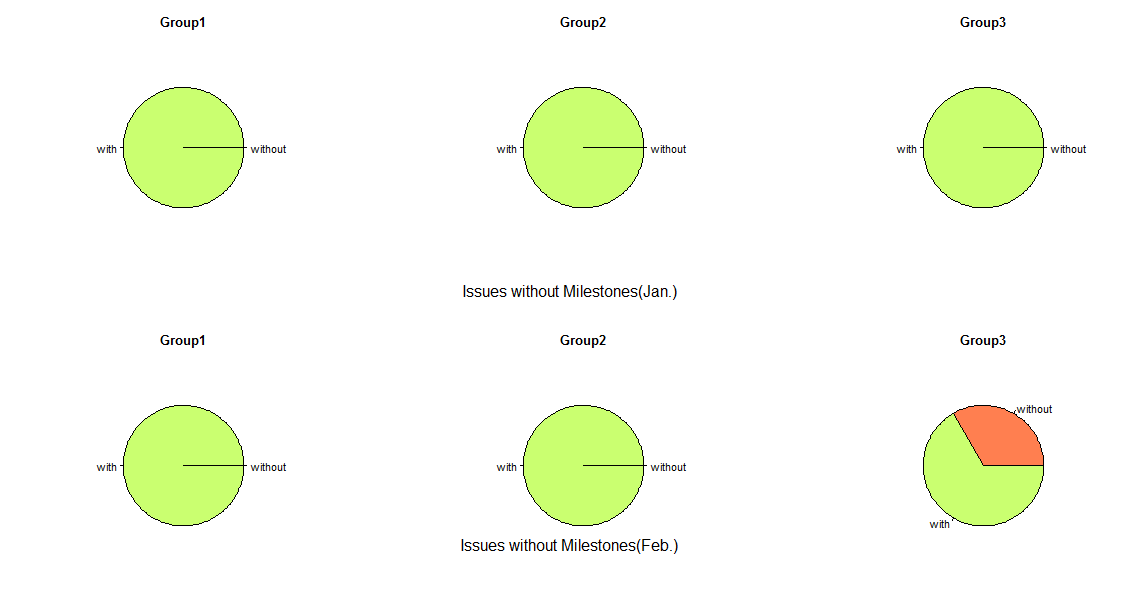 Group1 Group2 Group3
with without with without with without
Issues without Milestones(Jan.)
Group1 Group2 Group3
without
with without with without
with
Issues without Milestones(Feb.)